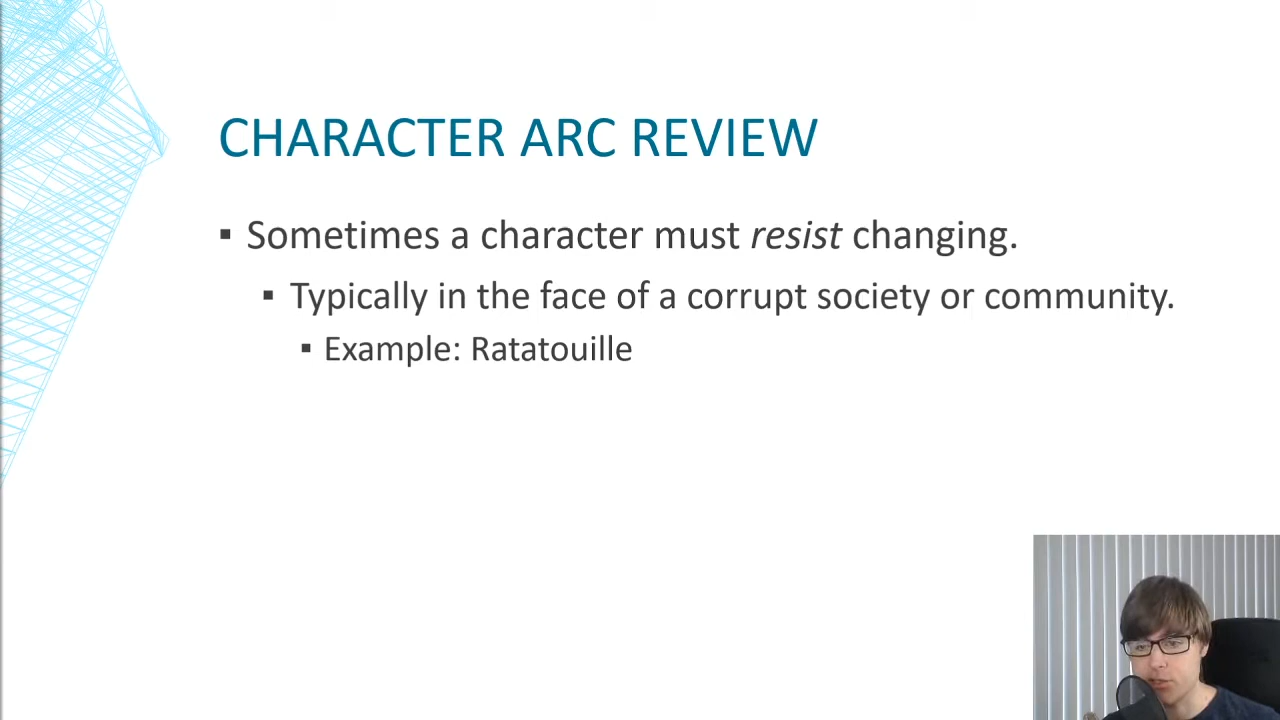 CHARACTER ARC REVIEW
▪ Sometimes a character must resist changing.
▪ Typically in the face of a corrupt society or community.
▪ Example: Ratatouille